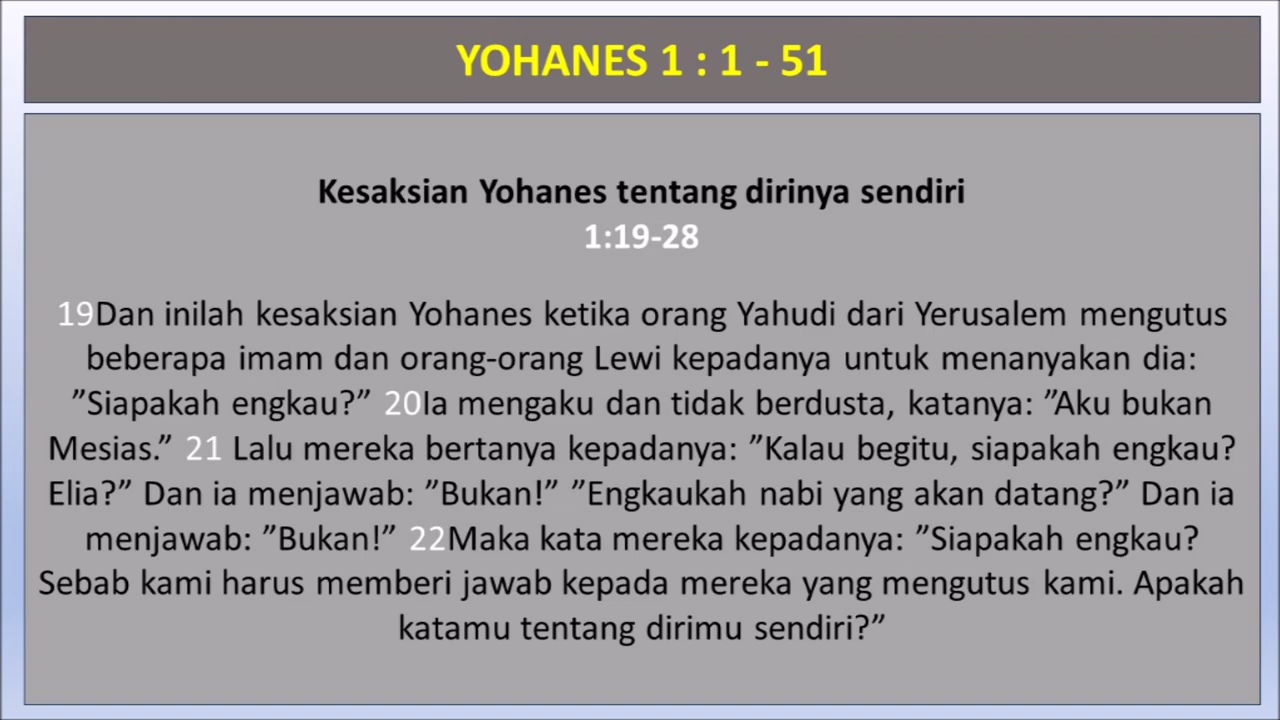 YOHANES 1 : 1 - 51
Kesaksian Yohanes tentang dirinya sendiri
1:19-28
19Dan inilah kesaksian Yohanes ketika orang Yahudi dari Yerusalem mengutus
beberapa imam dan orang-orang Lewi kepadanya untuk menanyakan dia:
”Siapakah engkau?” 20Ia mengaku dan tidak berdusta, katanya: ”Aku bukan
Mesias.” 21 Lalu mereka bertanya kepadanya: ”Kalau begitu, siapakah engkau?
Elia?” Dan ia menjawab: ”Bukan!” ”Engkaukah nabi yang akan datang?” Dan ia
menjawab: ”Bukan!” 22Maka kata mereka kepadanya: ”Siapakah engkau?
Sebab kami harus memberi jawab kepada mereka yang mengutus kami. Apakah
katamu tentang dirimu sendiri?”